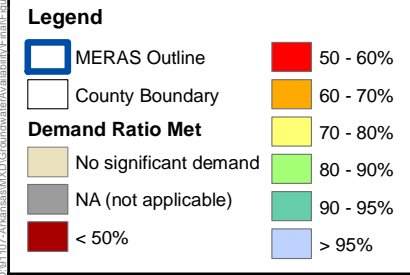 Legend
MERAS Outline
County Boundary
Demand Ratio Met
No significant demand
NA (not applicable)
< 50%
50 - 60%
60 - 70%
70 - 80%
80 - 90%
90 - 95%
> 95%